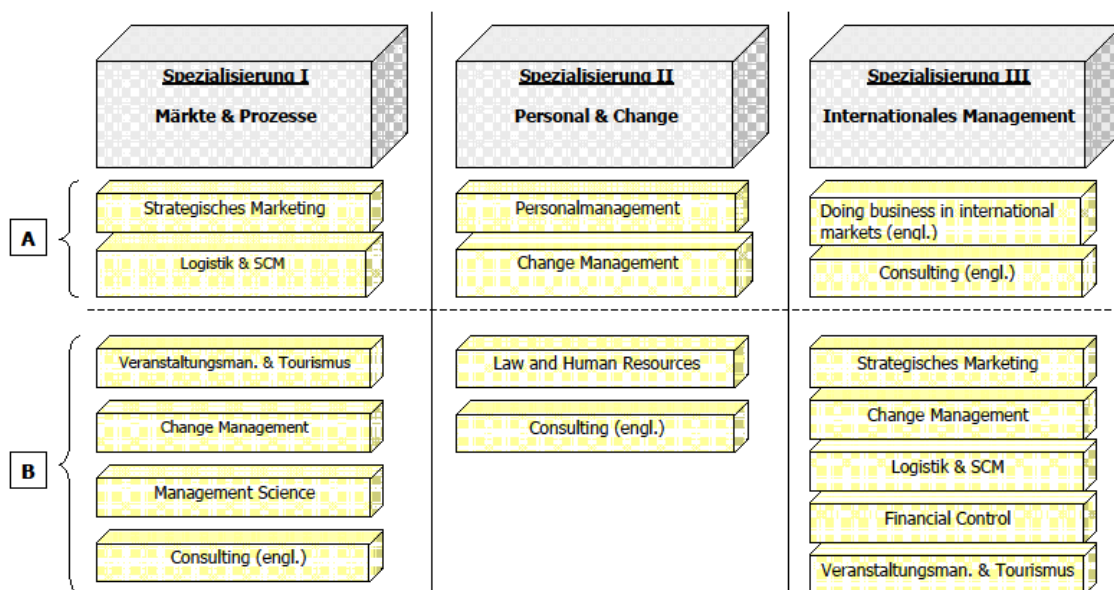 Spezialisierung I
Märkte & Prozesse
Spezialisierung II
Personal & Change
Spezialisierung III
Internationales Management
A
Strategisches Marketing
Logistik & SCM
Personalmanagement
Change Management
Doing business in international
markets (engl.)
Consulting (engl.)
B
Veranstaltungsman. & Tourismus
Change Management
Management Science
Consulting (engl.)
Law and Human Resources
Consulting (engl.)
Strategisches Marketing
Change Management
Logistik & SCM
Financial Control
Veranstaltungsman. & Tourismus